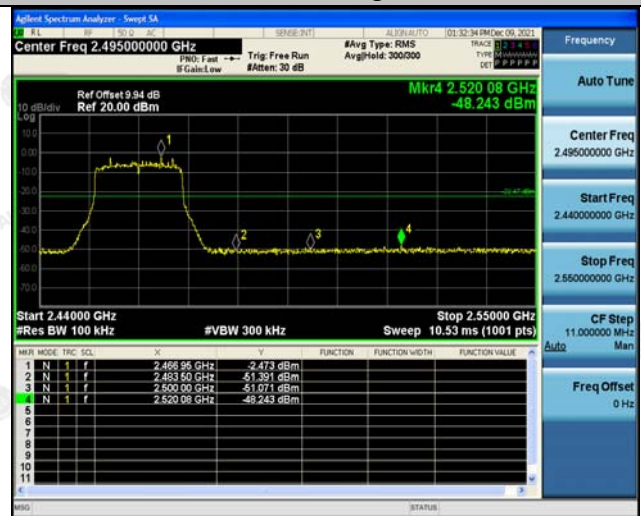 Agilent Spectrum Analyzer - Swept SA
RL RF 50 Ω AC SENSE:INT ALIGNAUTO 01:32:34 PM Dec 09, 2021
Center Freq 2.495000000 GHz
PNO: Fast
IFGain:Low
Trig: Free Run
#Atten: 30 dB
#Avg Type: RMS
Avg|Hold: 300/300
TRACE 1 2 3 4 5 6
TYPE
DET P P P P P P
Frequency
Auto Tune
Center Freq
2.495000000 GHz
Start Freq
2.440000000 GHz
Stop Freq
2.550000000 GHz
CF Step
11.000000 MHz
Auto Man
Freq Offset
0 Hz
Ref Offset 9.94 dB
10 dB/div Ref 20.00 dBm
Log
Mkr4 2.520 08 GHz
-48.243 dBm
10.0
0.00
-10.0
-20.0
-30.0
-40.0
-50.0
-60.0
-70.0
-22.47 dBm
1
2
3
4
Start 2.44000 GHz Stop 2.55000 GHz
#Res BW 100 kHz #VBW 300 kHz Sweep 10.53 ms (1001 pts)
MKR MODE TRC SCL X Y FUNCTION FUNCTION WIDTH FUNCTION VALUE
1 N 1 f 2.466 95 GHz -2.473 dBm
2 N 1 f 2.483 50 GHz -51.391 dBm
3 N 1 f 2.500 00 GHz -51.071 dBm
4 N 1 f 2.520 08 GHz -48.243 dBm
5
6
7
8
9
10
11
MSG STATUS